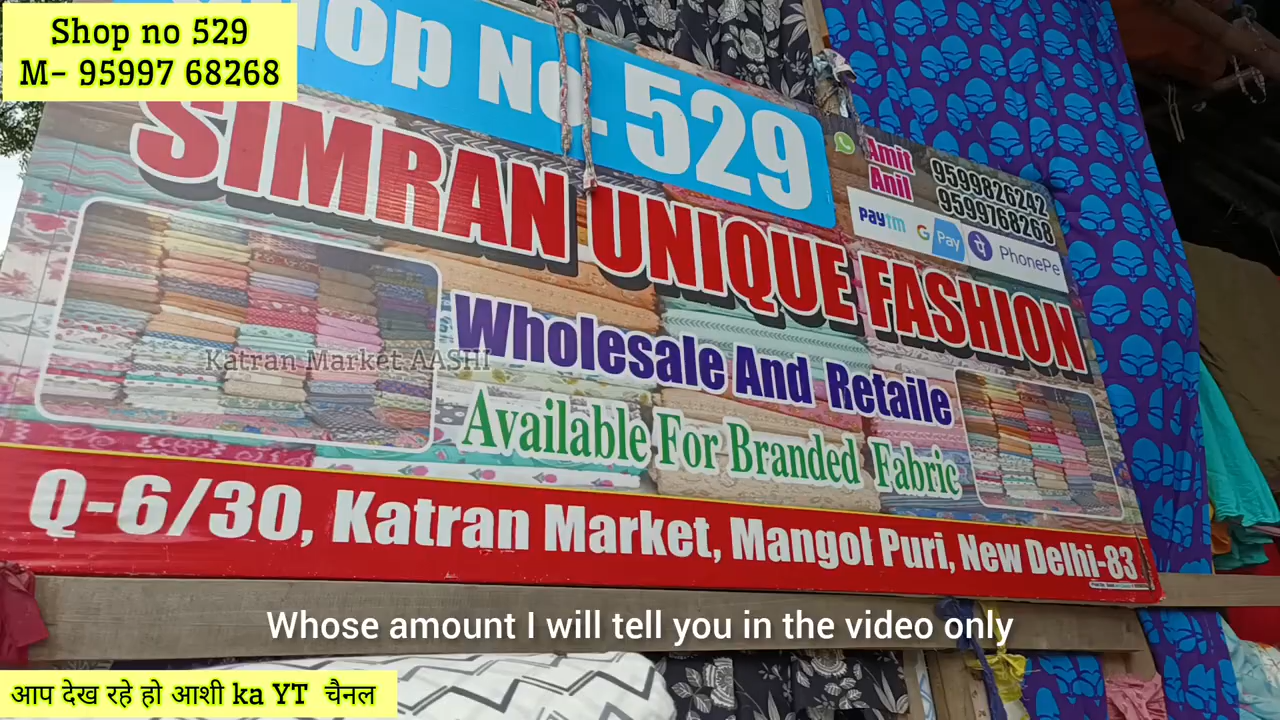 Shop no 529
M- 95997 68268
Shop No. 529
SIMRAN UNIQUE FASHION
Amit 9599826242
Anil 9599768268
paytm G Pay PhonePe
Wholesale And Retaile
Available For Branded Fabric
Katran Market AASHI
Q-6/30, Katran Market, Mangol Puri, New Delhi-83
Whose amount I will tell you in the video only
आप देख रहे हो आशी ka YT चैनल